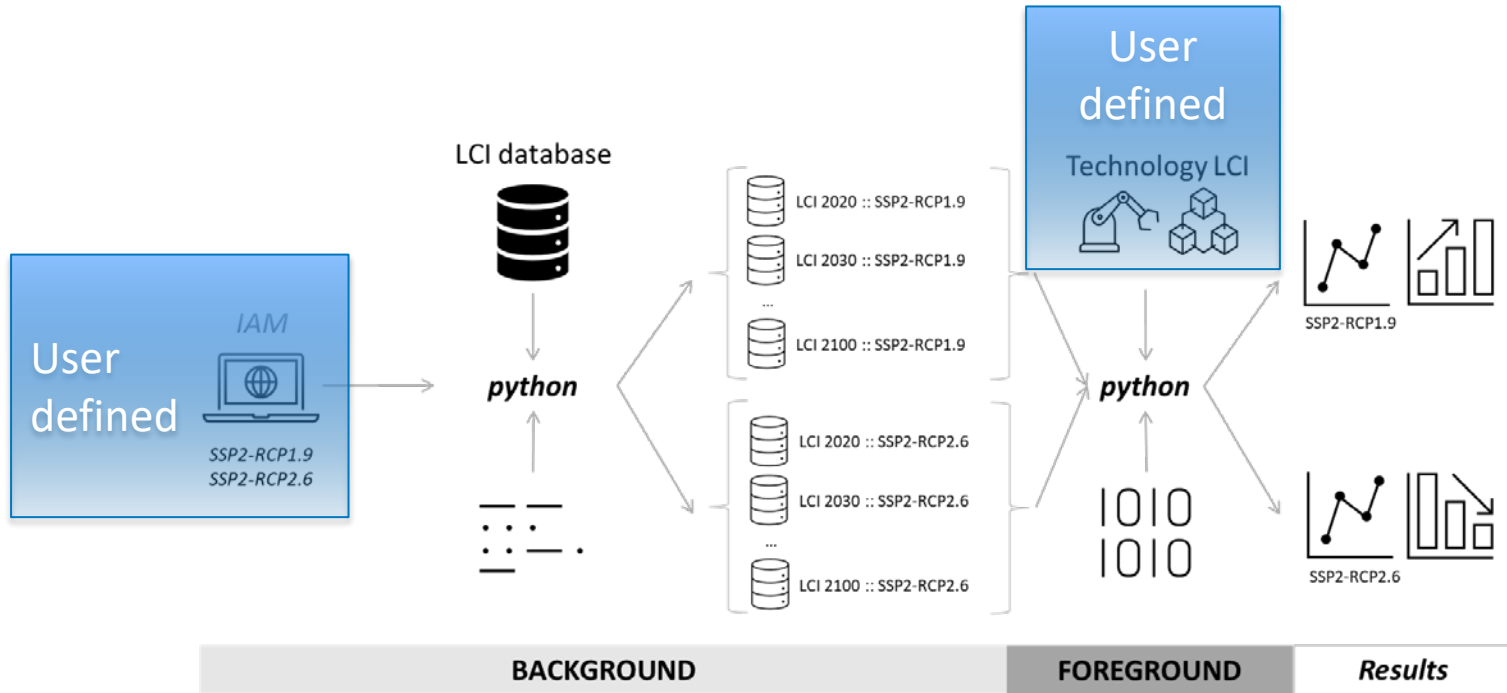 User
defined
IAM
SSP2-RCP1.9
SSP2-RCP2.6
LCI database
python
LCI 2020 :: SSP2-RCP1.9
LCI 2030 :: SSP2-RCP1.9
...
LCI 2100 :: SSP2-RCP1.9
LCI 2020 :: SSP2-RCP2.6
LCI 2030 :: SSP2-RCP2.6
...
LCI 2100 :: SSP2-RCP2.6
User
defined
Technology LCI
python
1010
1010
SSP2-RCP1.9
SSP2-RCP2.6
BACKGROUND
FOREGROUND
Results